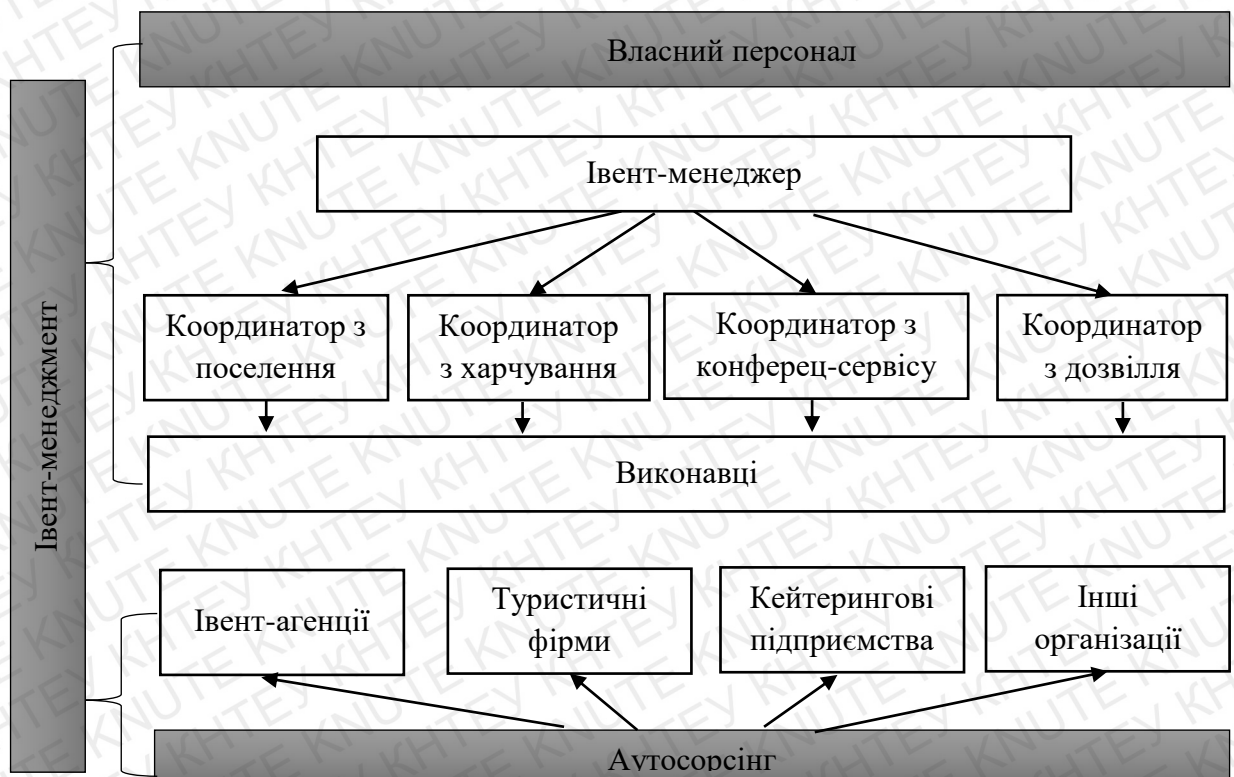 Власний персонал
Івент-менеджмент
Івент-менеджер
Координатор з
поселення
Координатор
з харчування
Координатор з
конферец-сервісу
Координатор
з дозвілля
Виконавці
Івент-агенції
Туристичні
фірми
Кейтерингові
підприємства
Інші
організації
Аутосорсінг